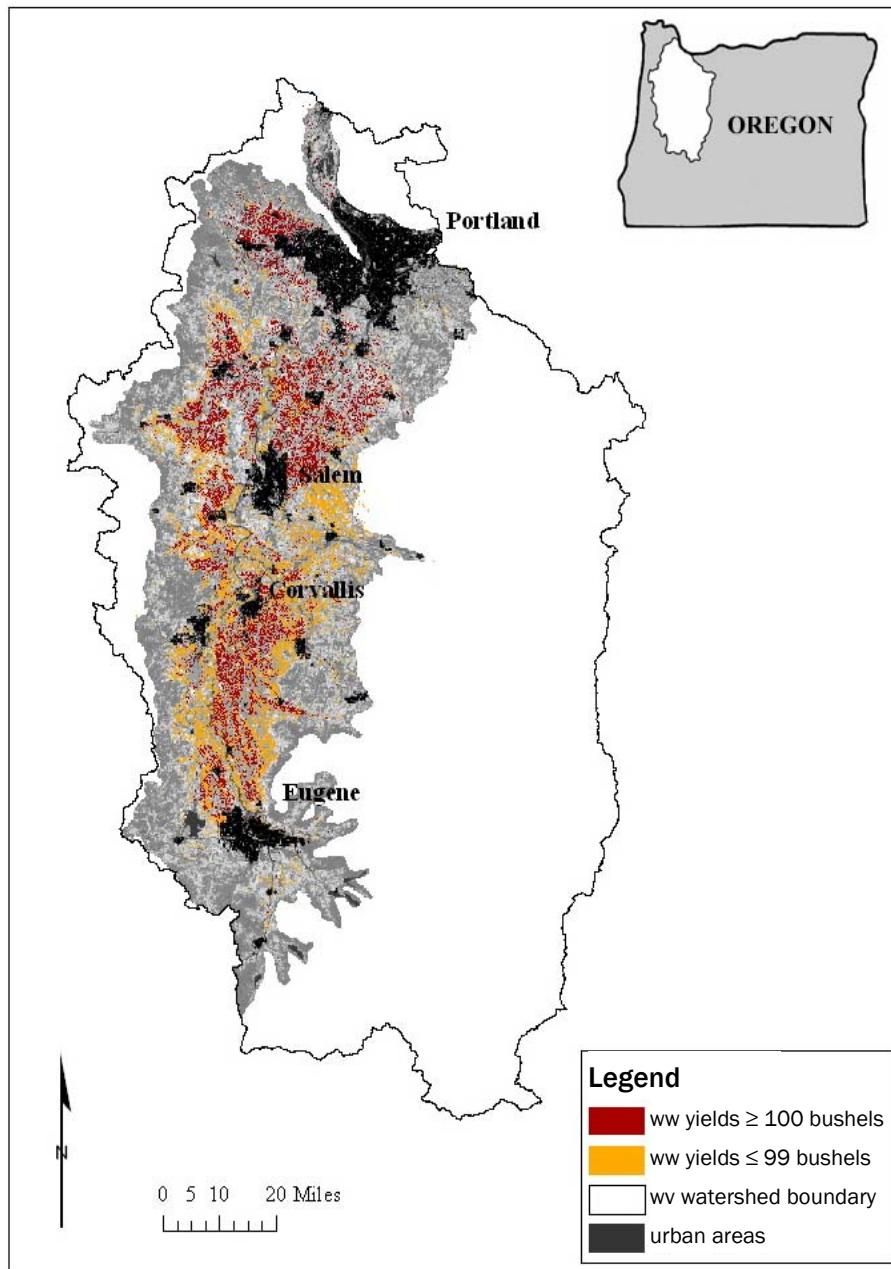 OREGON
Portland
Salem
Corvallis
Eugene
N
0 5 10 20 Miles
Legend
ww yields ≥ 100 bushels
ww yields ≤ 99 bushels
wv watershed boundary
urban areas